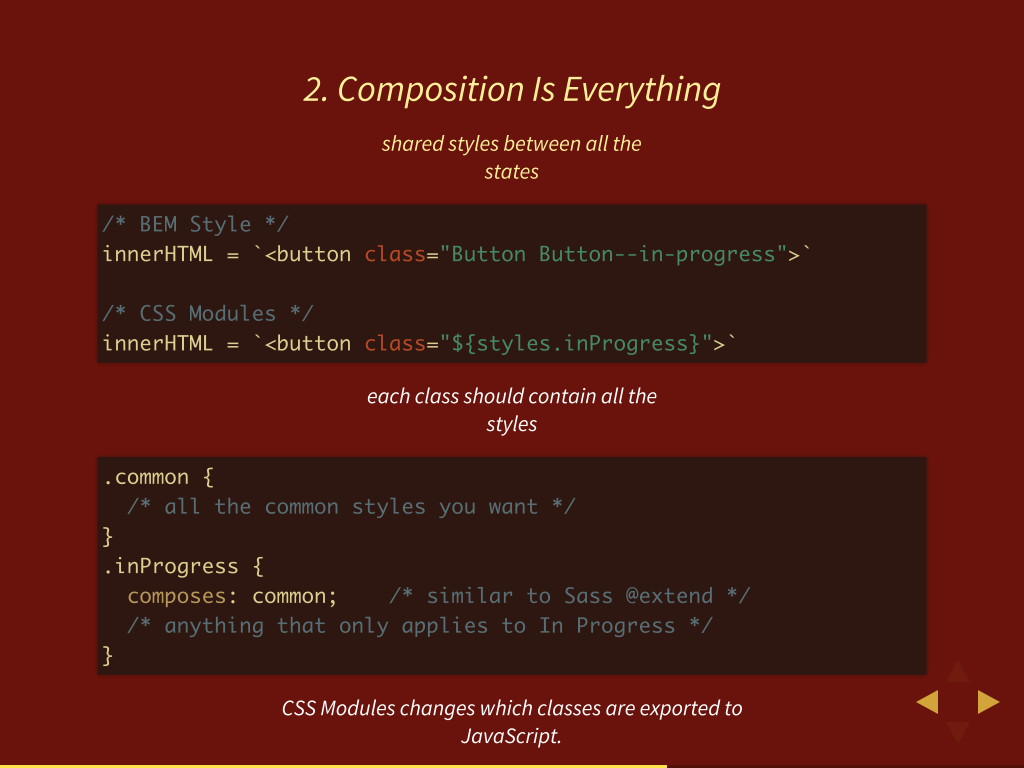 2. Composition Is Everything
shared styles between all the
states
/* BEM Style */
innerHTML = `<button class="Button Button--in-progress">`
/* CSS Modules */
innerHTML = `<button class="${styles.inProgress}">`
each class should contain all the
styles
.common {
  /* all the common styles you want */
}
.inProgress {
  composes: common;    /* similar to Sass @extend */
  /* anything that only applies to In Progress */
}
CSS Modules changes which classes are exported to
JavaScript.